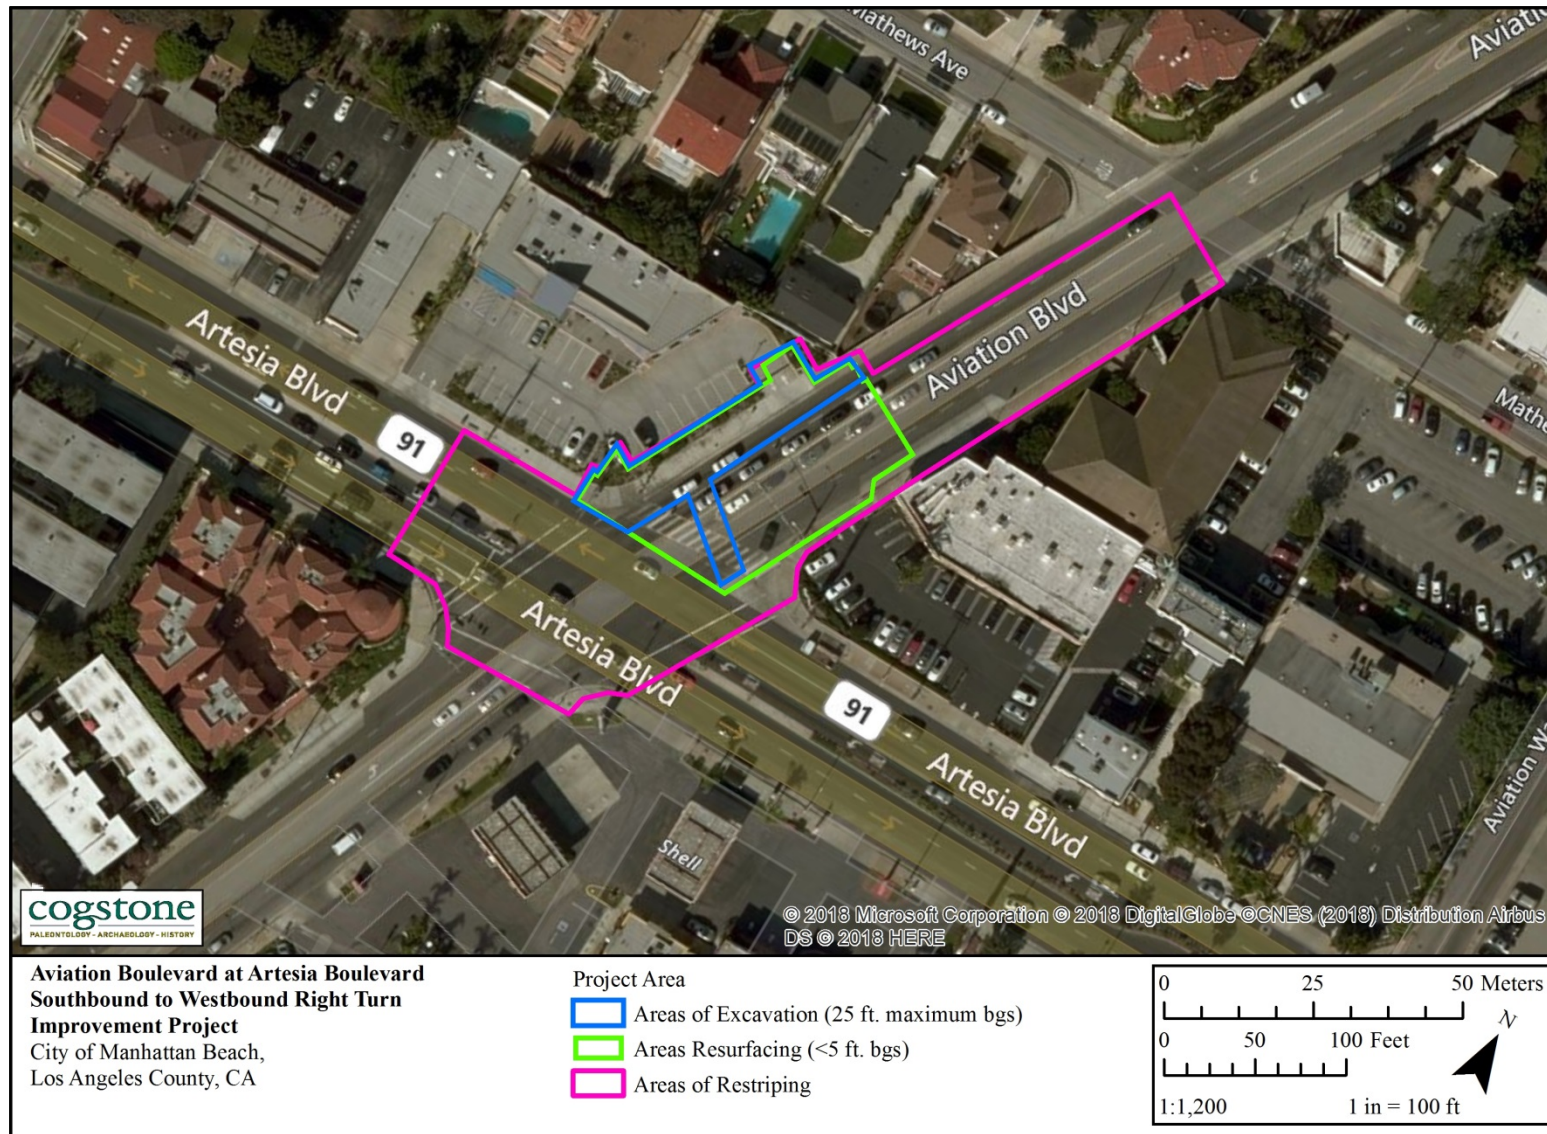 Mathews Ave
Aviati
Artesia Blvd
91
Aviation Blvd
Mathe
Artesia Blvd
91
Artesia Blvd
Aviation W
Shell
cogstone
PALEONTOLOGY - ARCHAEOLOGY - HISTORY
© 2018 Microsoft Corporation © 2018 DigitalGlobe ©CNES (2018) Distribution Airbus
DS © 2018 HERE
Aviation Boulevard at Artesia Boulevard
Southbound to Westbound Right Turn
Improvement Project
City of Manhattan Beach,
Los Angeles County, CA
Project Area
Areas of Excavation (25 ft. maximum bgs)
Areas Resurfacing (<5 ft. bgs)
Areas of Restriping
0 25 50 Meters
0 50 100 Feet
N
1:1,200 1 in = 100 ft